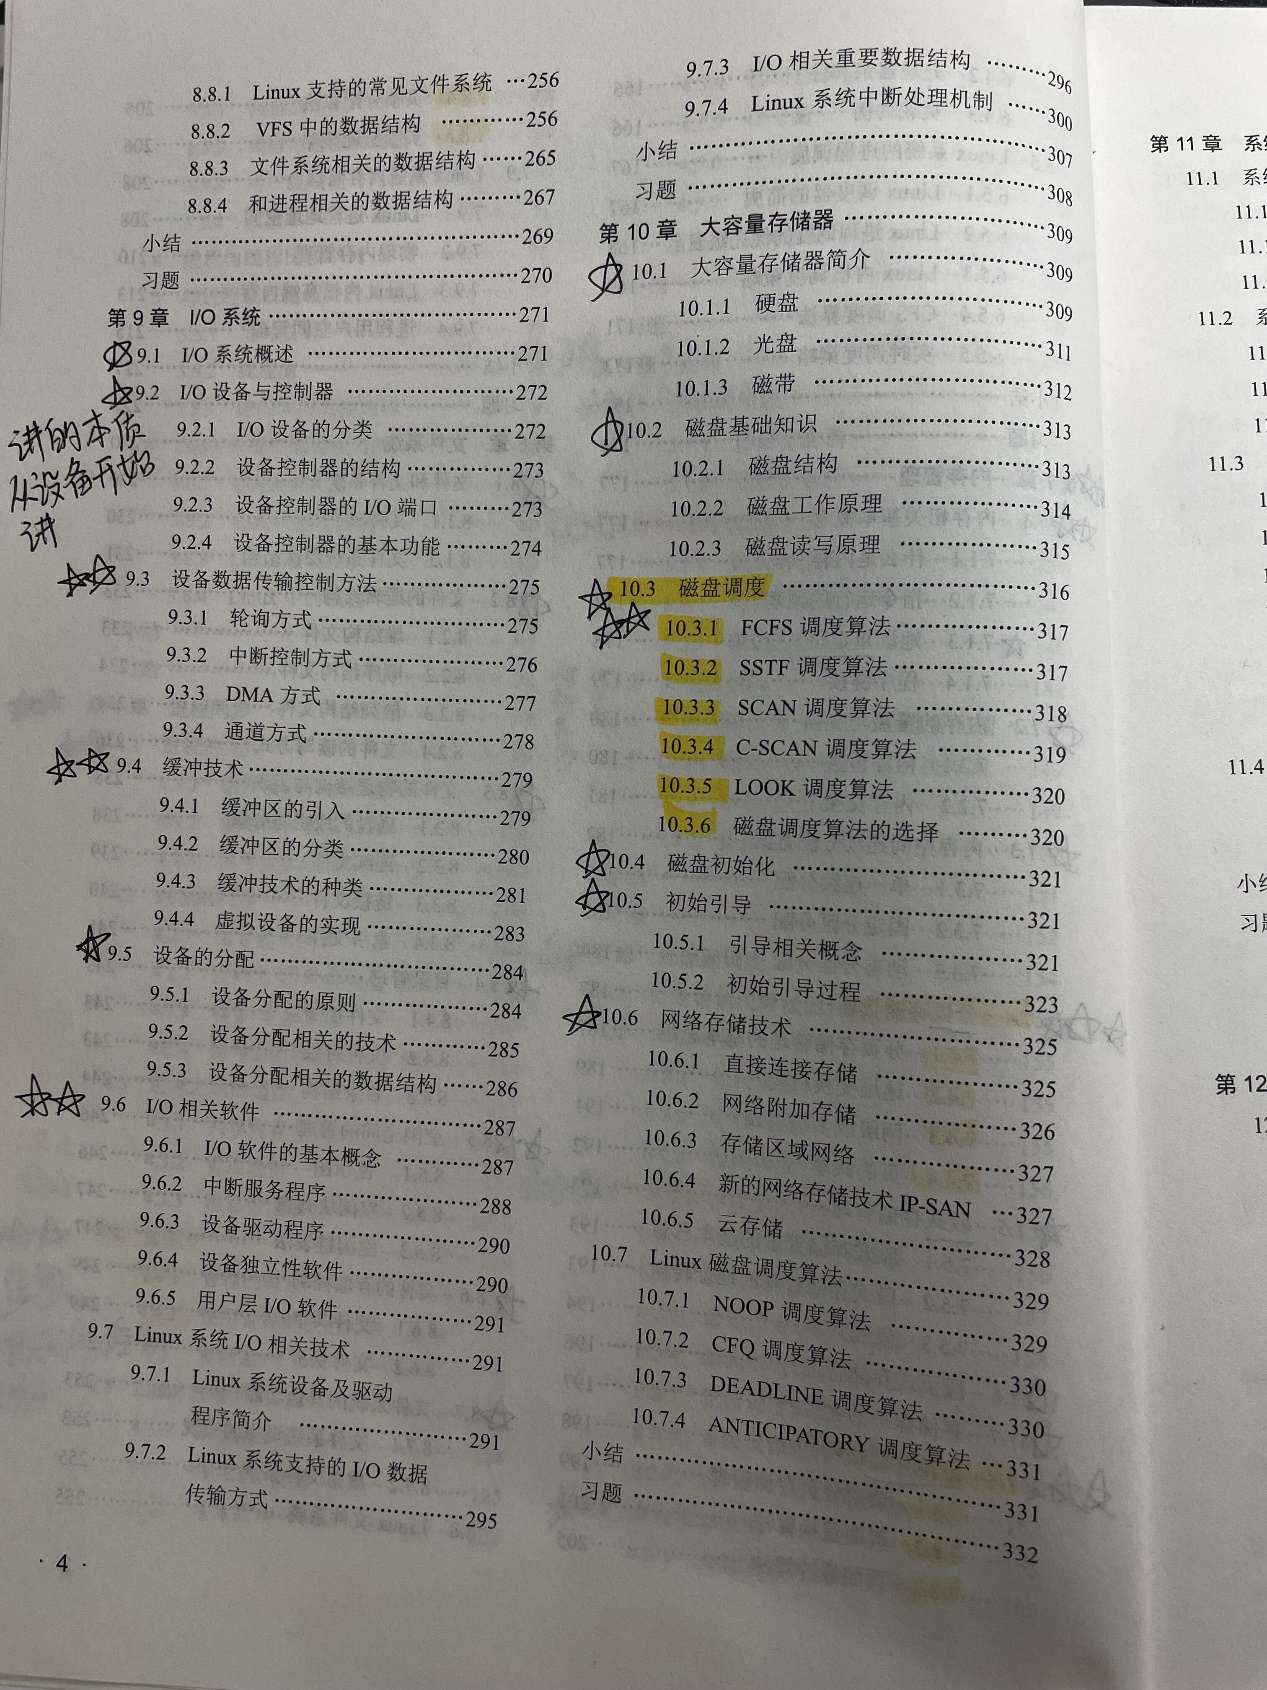 8.8.1 Linux 支持的常见文件系统 …256
8.8.2 VFS 中的数据结构 …………256
8.8.3 文件系统相关的数据结构……265
8.8.4 和进程相关的数据结构………267
小结 ……………………………………269
习题 ……………………………………270
第 9 章 I/O 系统……………………………271
9.1 I/O 系统概述 ………………………271
9.2 I/O 设备与控制器 …………………272
讲的本质
从设备开始
讲
9.2.1 I/O 设备的分类 ……………272
9.2.2 设备控制器的结构 …………273
9.2.3 设备控制器的 I/O 端口 ……273
9.2.4 设备控制器的基本功能 ……274
9.3 设备数据传输控制方法………………275
9.3.1 轮询方式 ……………………275
9.3.2 中断控制方式…………………276
9.3.3 DMA 方式 …………………277
9.3.4 通道方式………………………278
9.4 缓冲技术………………………………279
9.4.1 缓冲区的引入…………………279
9.4.2 缓冲区的分类…………………280
9.4.3 缓冲技术的种类………………281
9.4.4 虚拟设备的实现………………283
9.5 设备的分配……………………………284
9.5.1 设备分配的原则………………284
9.5.2 设备分配相关的技术…………285
9.5.3 设备分配相关的数据结构……286
9.6 I/O 相关软件 ………………………287
9.6.1 I/O 软件的基本概念 ………287
9.6.2 中断服务程序…………………288
9.6.3 设备驱动程序…………………290
9.6.4 设备独立性软件………………290
9.6.5 用户层 I/O 软件 ……………291
9.7 Linux 系统 I/O 相关技术 …………291
9.7.1 Linux 系统设备及驱动
程序简介 ……………………291
9.7.2 Linux 系统支持的 I/O 数据
传输方式………………………295
· 4 ·
9.7.3 I/O 相关重要数据结构 ………296
9.7.4 Linux 系统中断处理机制 ……300
小结 ……………………………………307
习题 ……………………………………308
第 10 章 大容量存储器 ……………………309
10.1 大容量存储器简介 …………………309
10.1.1 硬盘 …………………………309
10.1.2 光盘 …………………………311
10.1.3 磁带 …………………………312
10.2 磁盘基础知识 ………………………313
10.2.1 磁盘结构 ……………………313
10.2.2 磁盘工作原理 ………………314
10.2.3 磁盘读写原理 ………………315
10.3 磁盘调度 ……………………………316
10.3.1 FCFS 调度算法………………317
10.3.2 SSTF 调度算法………………317
10.3.3 SCAN 调度算法 ……………318
10.3.4 C-SCAN 调度算法 …………319
10.3.5 LOOK 调度算法 ……………320
10.3.6 磁盘调度算法的选择 ………320
10.4 磁盘初始化 …………………………321
10.5 初始引导 ……………………………321
10.5.1 引导相关概念 ………………321
10.5.2 初始引导过程 ………………323
10.6 网络存储技术 ………………………325
10.6.1 直接连接存储 ………………325
10.6.2 网络附加存储 ………………326
10.6.3 存储区域网络 ………………327
10.6.4 新的网络存储技术 IP-SAN …327
10.6.5 云存储 ………………………328
10.7 Linux 磁盘调度算法…………………329
10.7.1 NOOP 调度算法 ……………329
10.7.2 CFQ 调度算法 ………………330
10.7.3 DEADLINE 调度算法 ………330
10.7.4 ANTICIPATORY 调度算法 …331
小结 ……………………………………331
习题 ……………………………………332
第 11 章
11.1
11.2
11.3
11.4
第 12